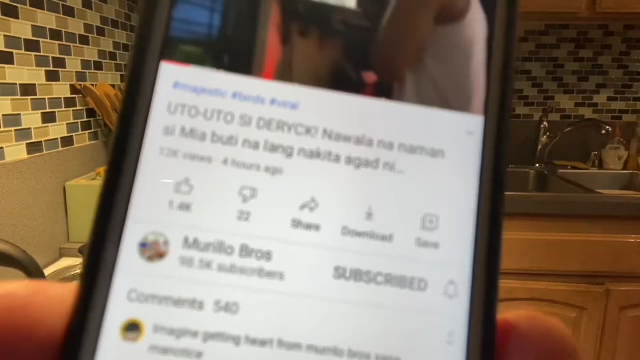 #majestic #birds #viral
UTO-UTO SI DERYCK! Nawala na naman
si Mia buti na lang nakita agad ni...
12K views · 4 hours ago
1.4K
22
Share
Download
Save
Murillo Bros
98.5K subscribers
SUBSCRIBED
Comments 540
Imagine getting heart from murillo bros sana
manotice